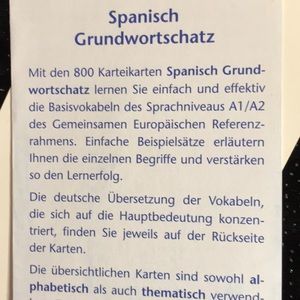 Spanisch
Grundwortschatz
Mit den 800 Karteikarten Spanisch Grund-
wortschatz lernen Sie einfach und effektiv
die Basisvokabeln des Sprachniveaus A1/A2
des Gemeinsamen Europäischen Referenz-
rahmens. Einfache Beispielsätze erläutern
Ihnen die einzelnen Begriffe und verstärken
so den Lernerfolg.
Die deutsche Übersetzung der Vokabeln,
die sich auf die Hauptbedeutung konzen-
triert, finden Sie jeweils auf der Rückseite
der Karten.
Die übersichtlichen Karten sind sowohl al-
phabetisch als auch thematisch verwend-